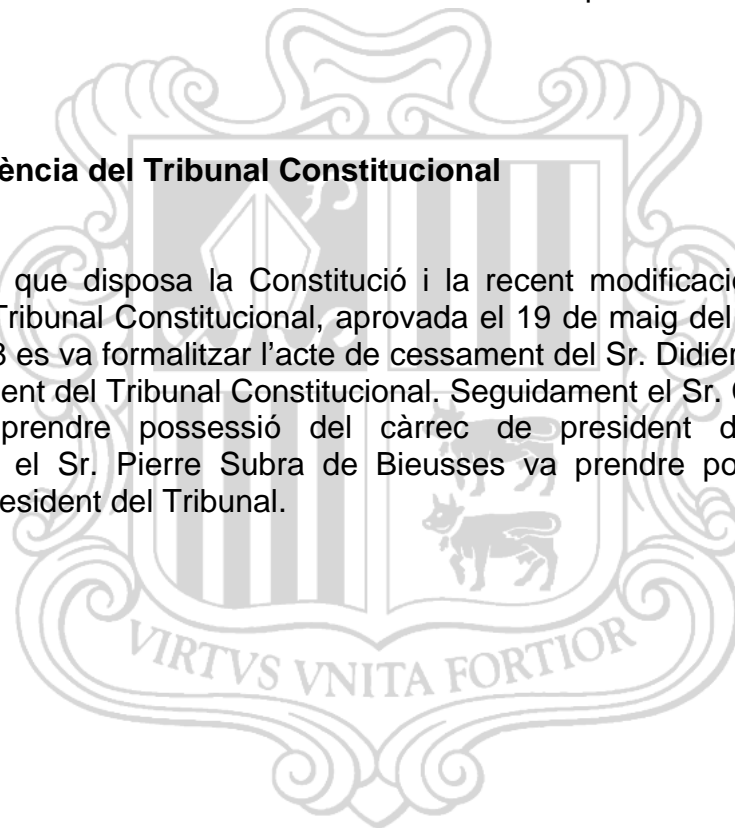 ència del Tribunal Constitucional
que disposa la Constitució i la recent modificació
Tribunal Constitucional, aprovada el 19 de maig del
es va formalitzar l’acte de cessament del Sr. Didier
ent del Tribunal Constitucional. Seguidament el Sr.
prendre possessió del càrrec de president d
el Sr. Pierre Subra de Bieusses va prendre po
esident del Tribunal.
VIRTVS VNITA FORTIOR